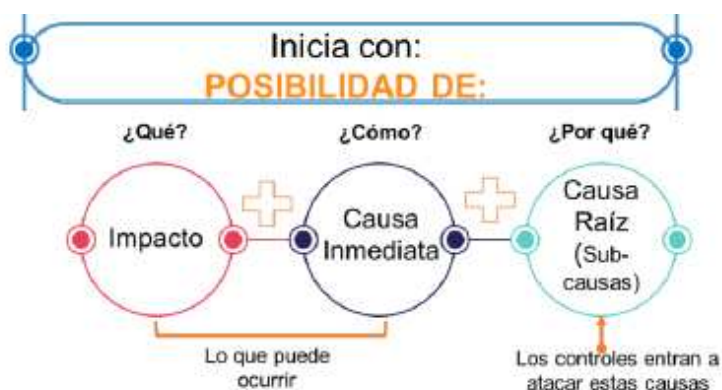 Inicia con:
POSIBILIDAD DE:
¿Qué?
¿Cómo?
¿Por qué?
Impacto
Causa
Inmediata
Causa
Raíz
(Sub-
causas)
Lo que puede
ocurrir
Los controles entran a
atacar estas causas